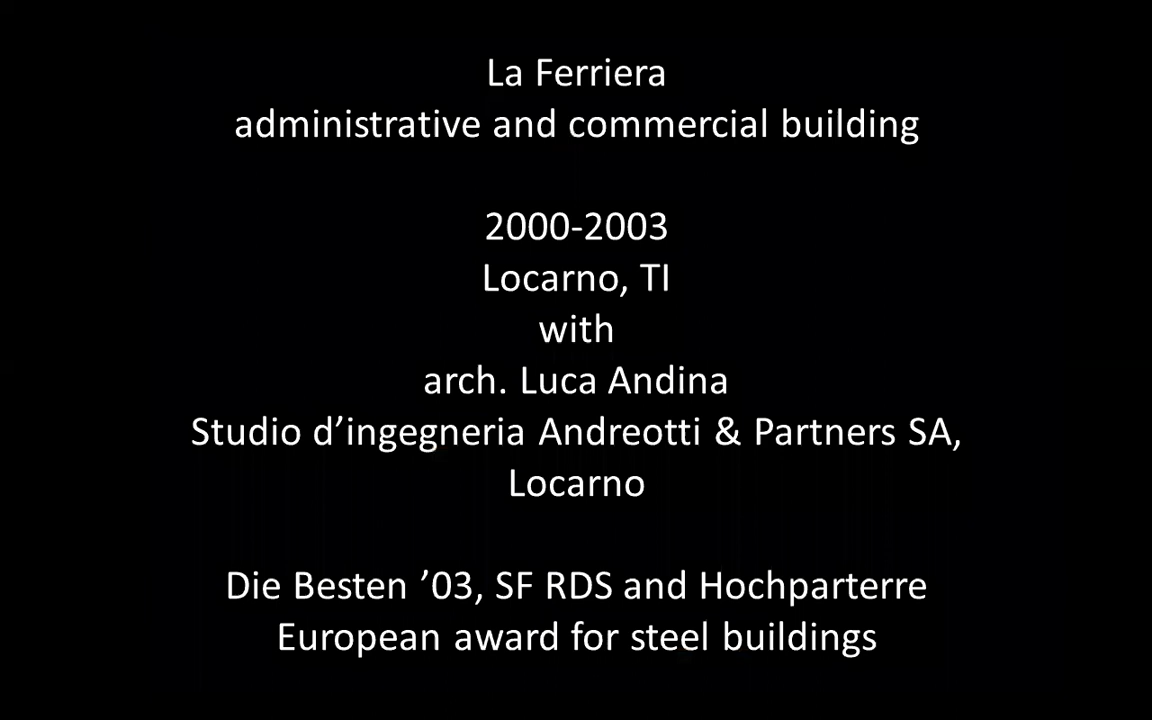 La Ferriera
administrative and commercial building
2000-2003
Locarno, TI
with
arch. Luca Andina
Studio d’ingegneria Andreotti & Partners SA,
Locarno
Die Besten ’03, SF RDS and Hochparterre
European award for steel buildings